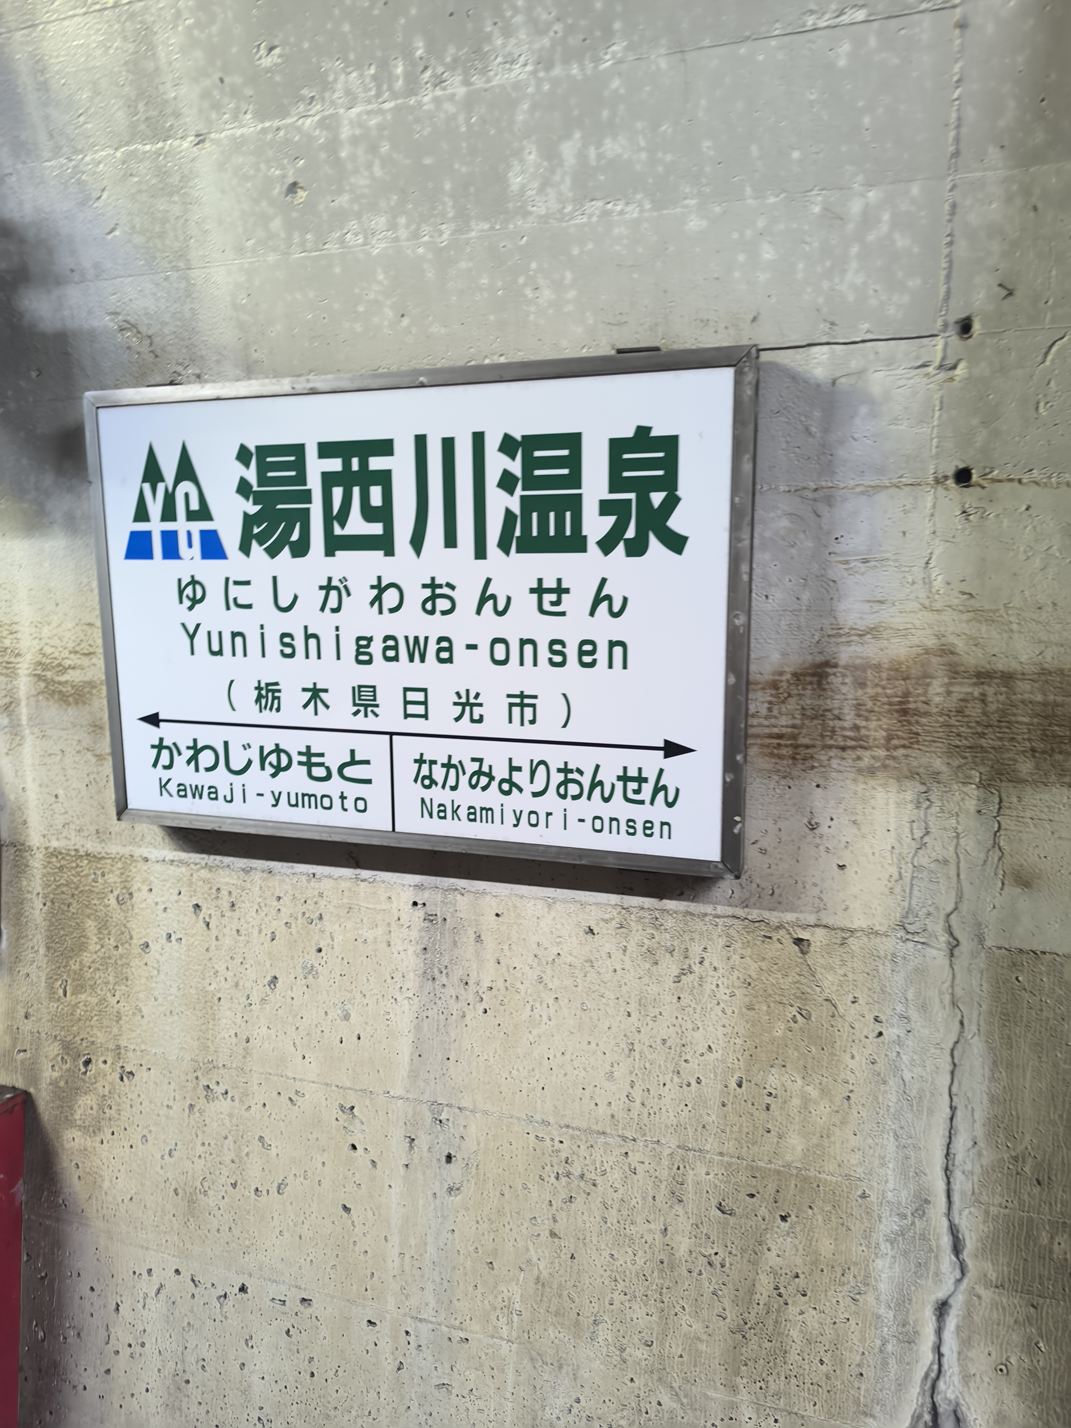 湯西川温泉
ゆにしがわおんせん
Yunishigawa-onsen
(栃木県日光市)
かわじゆもと
Kawaji-yumoto
なかみよりおんせん
Nakamiyori-onsen